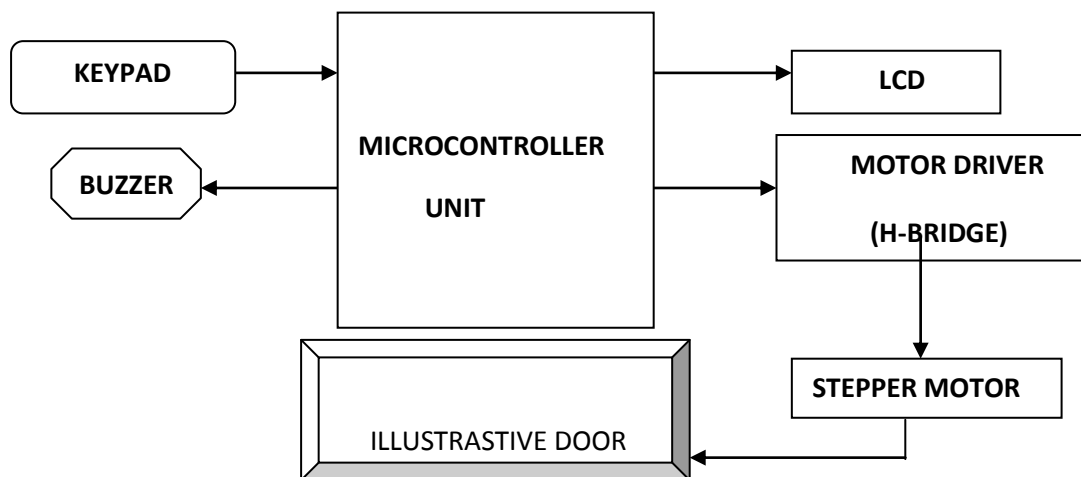 KEYPAD
LCD
MICROCONTROLLER
UNIT
BUZZER
MOTOR DRIVER
(H-BRIDGE)
STEPPER MOTOR
ILLUSTRASTIVE DOOR